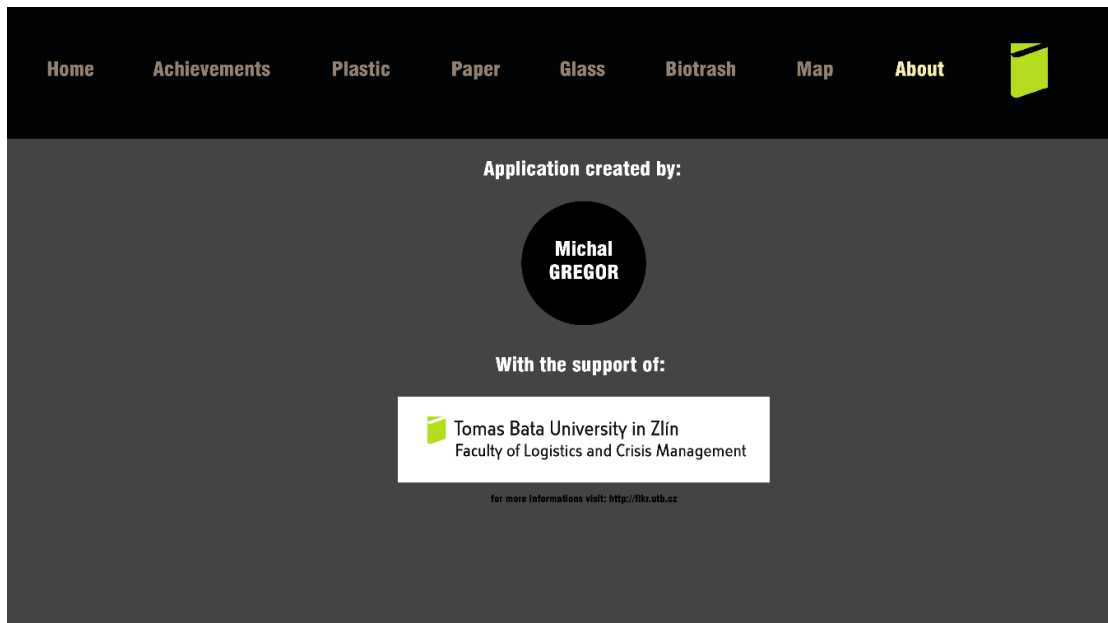 Home Achievements Plastic Paper Glass Biotrash Map About
Application created by:
Michal
GREGOR
With the support of:
Tomas Bata University in Zlín
Faculty of Logistics and Crisis Management
for more informations visit: http://flkr.utb.cz